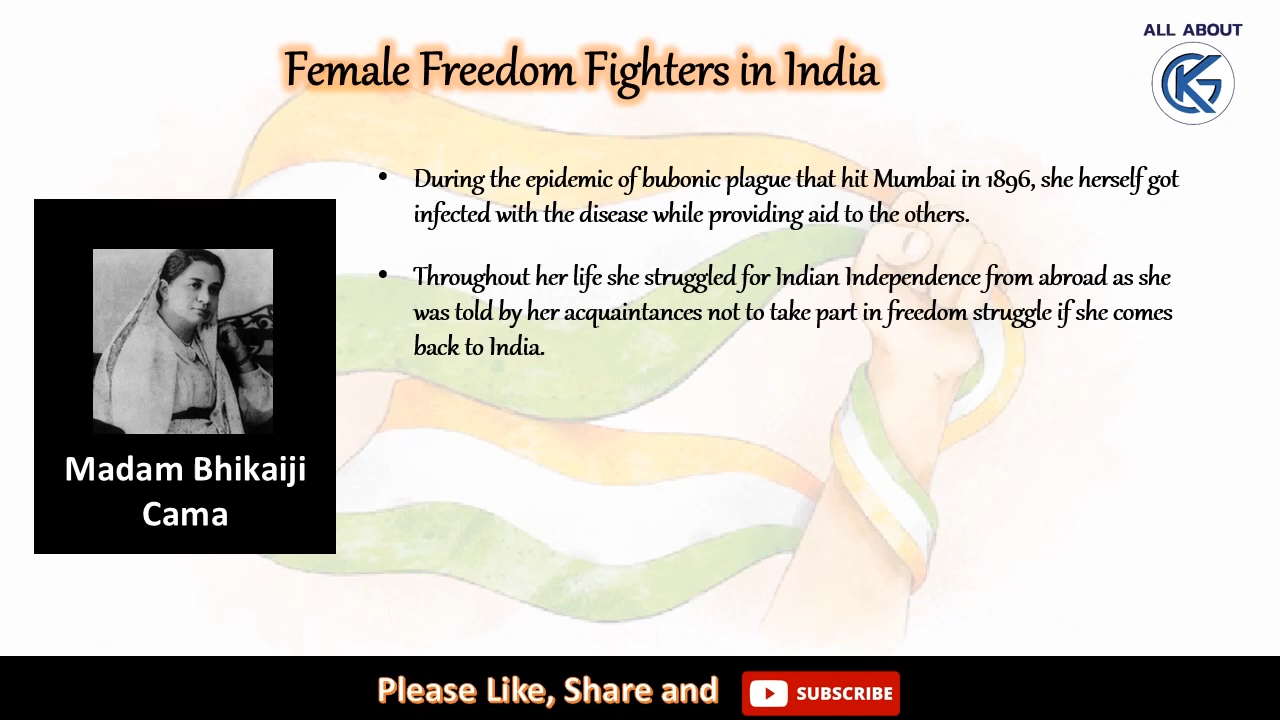 ALL ABOUT
GK
Female Freedom Fighters in India
• During the epidemic of bubonic plague that hit Mumbai in 1896, she herself got
infected with the disease while providing aid to the others.
• Throughout her life she struggled for Indian Independence from abroad as she
was told by her acquaintances not to take part in freedom struggle if she comes
back to India.
Madam Bhikaiji
Cama
Please Like, Share and
SUBSCRIBE